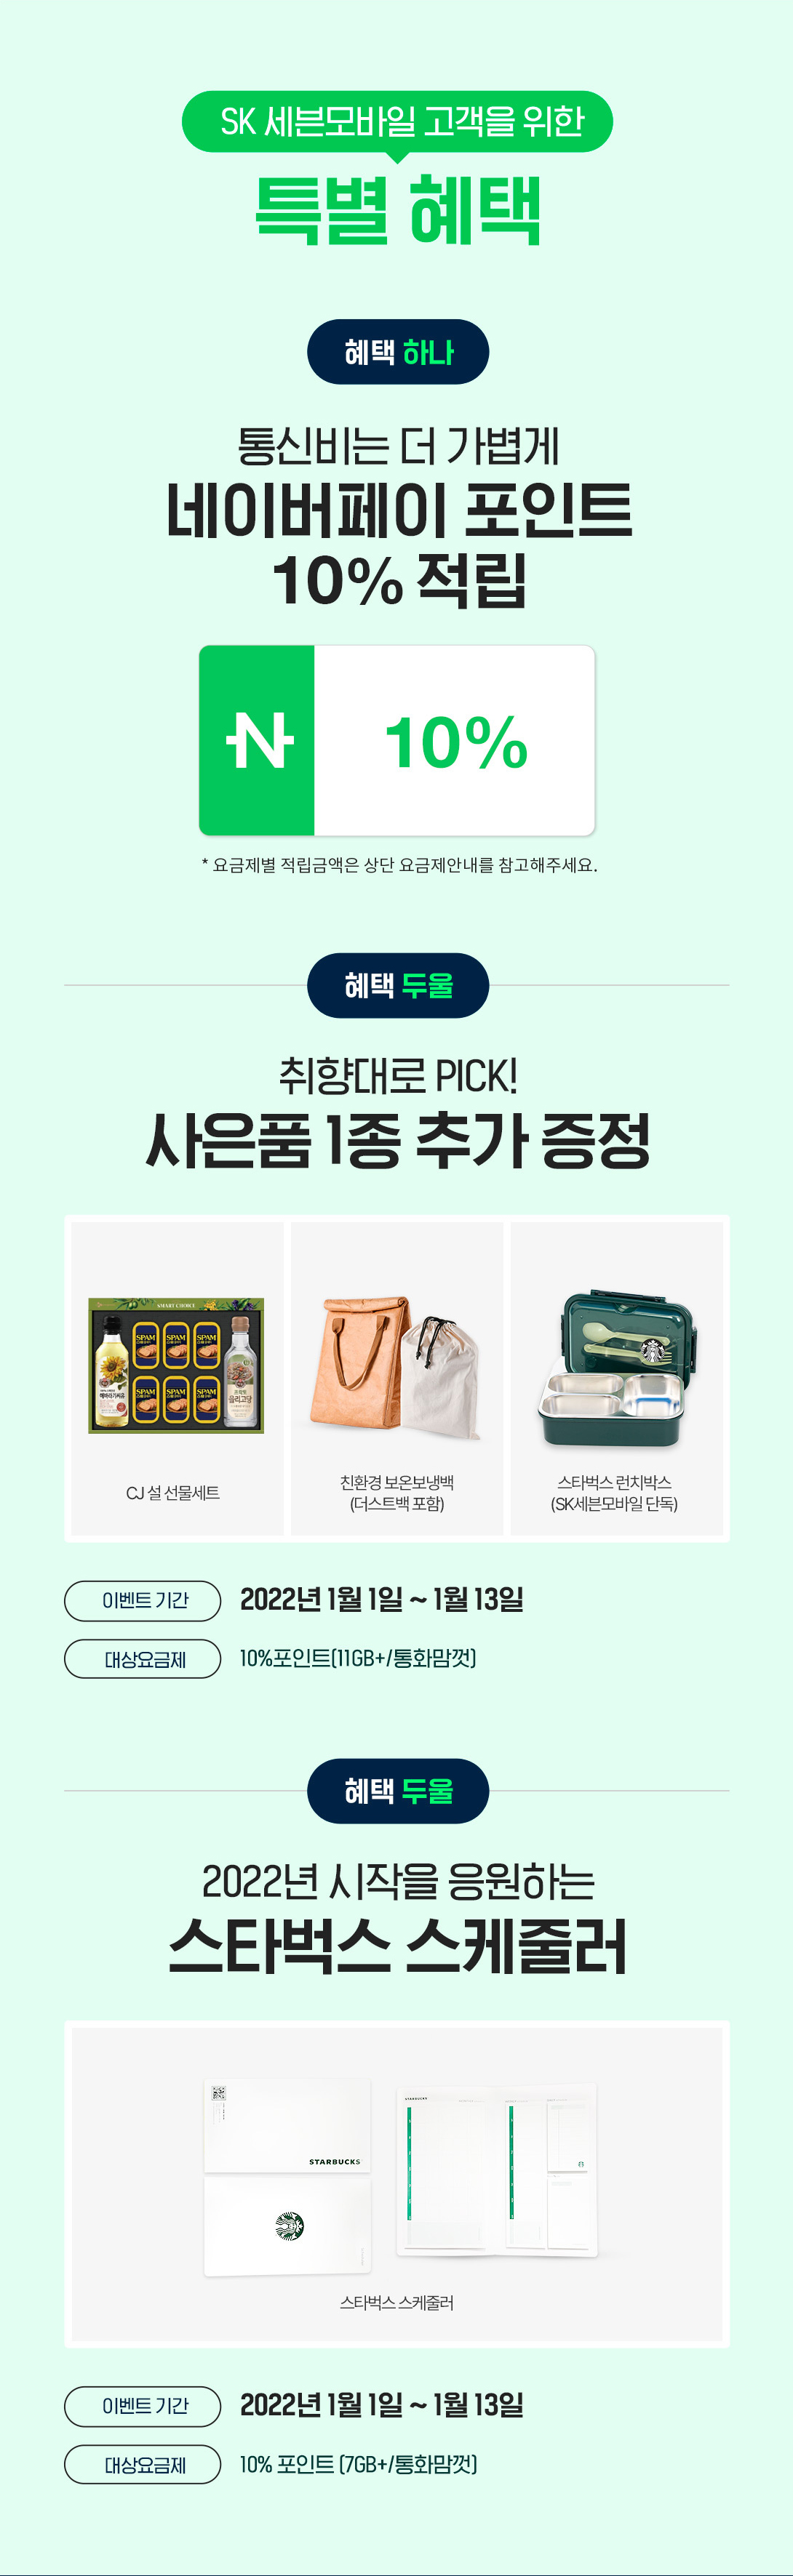 SK 세븐모바일 고객을 위한
특별 혜택
혜택 하나
통신비는 더 가볍게
네이버페이 포인트
10% 적립
N 10%
* 요금제별 적립금액은 상단 요금제안내를 참고해주세요.
혜택 두울
취향대로 PICK!
사은품 1종 추가 증정
SMART CHOICE
SPAM SPAM SPAM
SPAM SPAM SPAM
CJ 설 선물세트
친환경 보온보냉백
(더스트백 포함)
스타벅스 런치박스
(SK세븐모바일 단독)
이벤트 기간 2022년 1월 1일 ~ 1월 13일
대상요금제 10%포인트(11GB+/통화맘껏)
혜택 두울
2022년 시작을 응원하는
스타벅스 스케줄러
STARBUCKS
STARBUCKS
스타벅스 스케줄러
이벤트 기간 2022년 1월 1일 ~ 1월 13일
대상요금제 10% 포인트 (7GB+/통화맘껏)